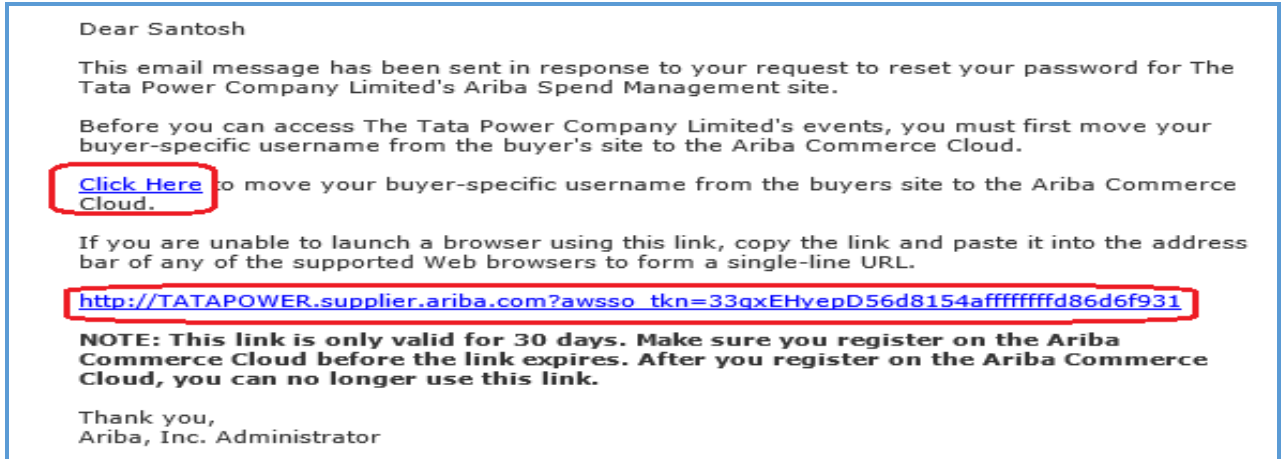 Dear Santosh
This email message has been sent in response to your request to reset your password for The
Tata Power Company Limited's Ariba Spend Management site.
Before you can access The Tata Power Company Limited's events, you must first move your
buyer-specific username from the buyer's site to the Ariba Commerce Cloud.
Click Here to move your buyer-specific username from the buyers site to the Ariba Commerce
Cloud.
If you are unable to launch a browser using this link, copy the link and paste it into the address
bar of any of the supported Web browsers to form a single-line URL.
http://TATAPOWER.supplier.ariba.com?awsso_tkn=33qxEHyepD56d8154affffffffd86d6f931
NOTE: This link is only valid for 30 days. Make sure you register on the Ariba
Commerce Cloud before the link expires. After you register on the Ariba Commerce
Cloud, you can no longer use this link.
Thank you,
Ariba, Inc. Administrator